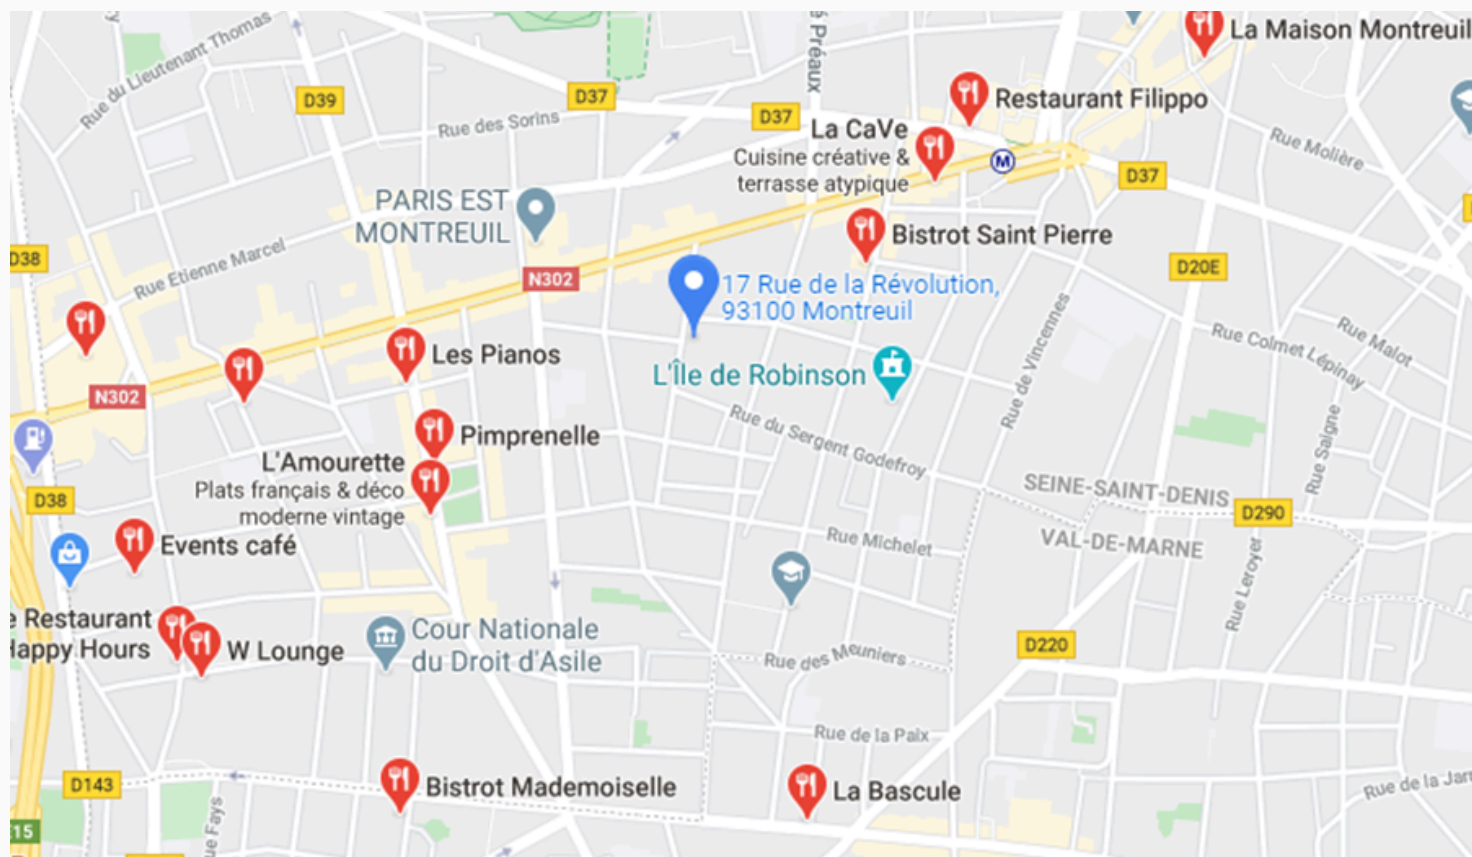 La Maison Montreuil
é Préaux
Rue du Lieutenant Thomas
D39
D37
Restaurant Filippo
Rue des Sorins
D37
La CaVe
Cuisine créative &
terrasse atypique
M
Rue Molière
D37
PARIS EST
MONTREUIL
Bistrot Saint Pierre
D38
Rue Etienne Marcel
N302
17 Rue de la Révolution,
93100 Montreuil
D20E
Rue de Vincennes
Rue Colmet Lépinay
Rue Malot
Les Pianos
L'Île de Robinson
N302
Pimprenelle
Rue du Sergent Godefroy
Rue Saigne
L'Amourette
Plats français & déco
moderne vintage
D38
SEINE-SAINT-DENIS
D290
VAL-DE-MARNE
Events café
Rue Michelet
Rue Leroyer
e Restaurant
Happy Hours
W Lounge
Cour Nationale
du Droit d'Asile
Rue des Meuniers
D220
Rue de la Paix
D143
Bistrot Mademoiselle
La Bascule
Rue de la Jar
ue Fays
15